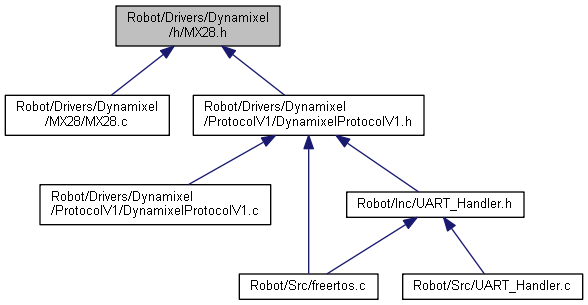 Robot/Drivers/Dynamixel
/h/MX28.h
Robot/Drivers/Dynamixel
/MX28/MX28.c
Robot/Drivers/Dynamixel
/ProtocolV1/DynamixelProtocolV1.h
Robot/Drivers/Dynamixel
/ProtocolV1/DynamixelProtocolV1.c
Robot/Inc/UART_Handler.h
Robot/Src/freertos.c
Robot/Src/UART_Handler.c